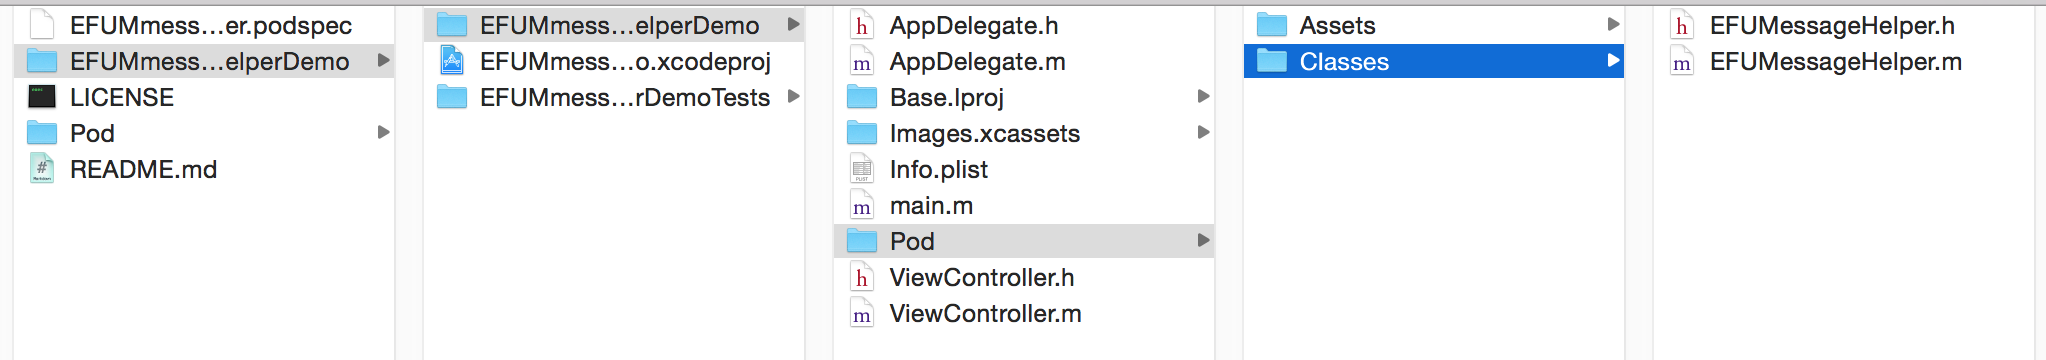 EFUMmess...er.podspec
EFUMmess...elperDemo
LICENSE
Pod
README.md
EFUMmess...elperDemo
EFUMmess...o.xcodeproj
EFUMmess...rDemoTests
AppDelegate.h
AppDelegate.m
Base.lproj
Images.xcassets
Info.plist
main.m
Pod
ViewController.h
ViewController.m
Assets
Classes
EFUMessageHelper.h
EFUMessageHelper.m